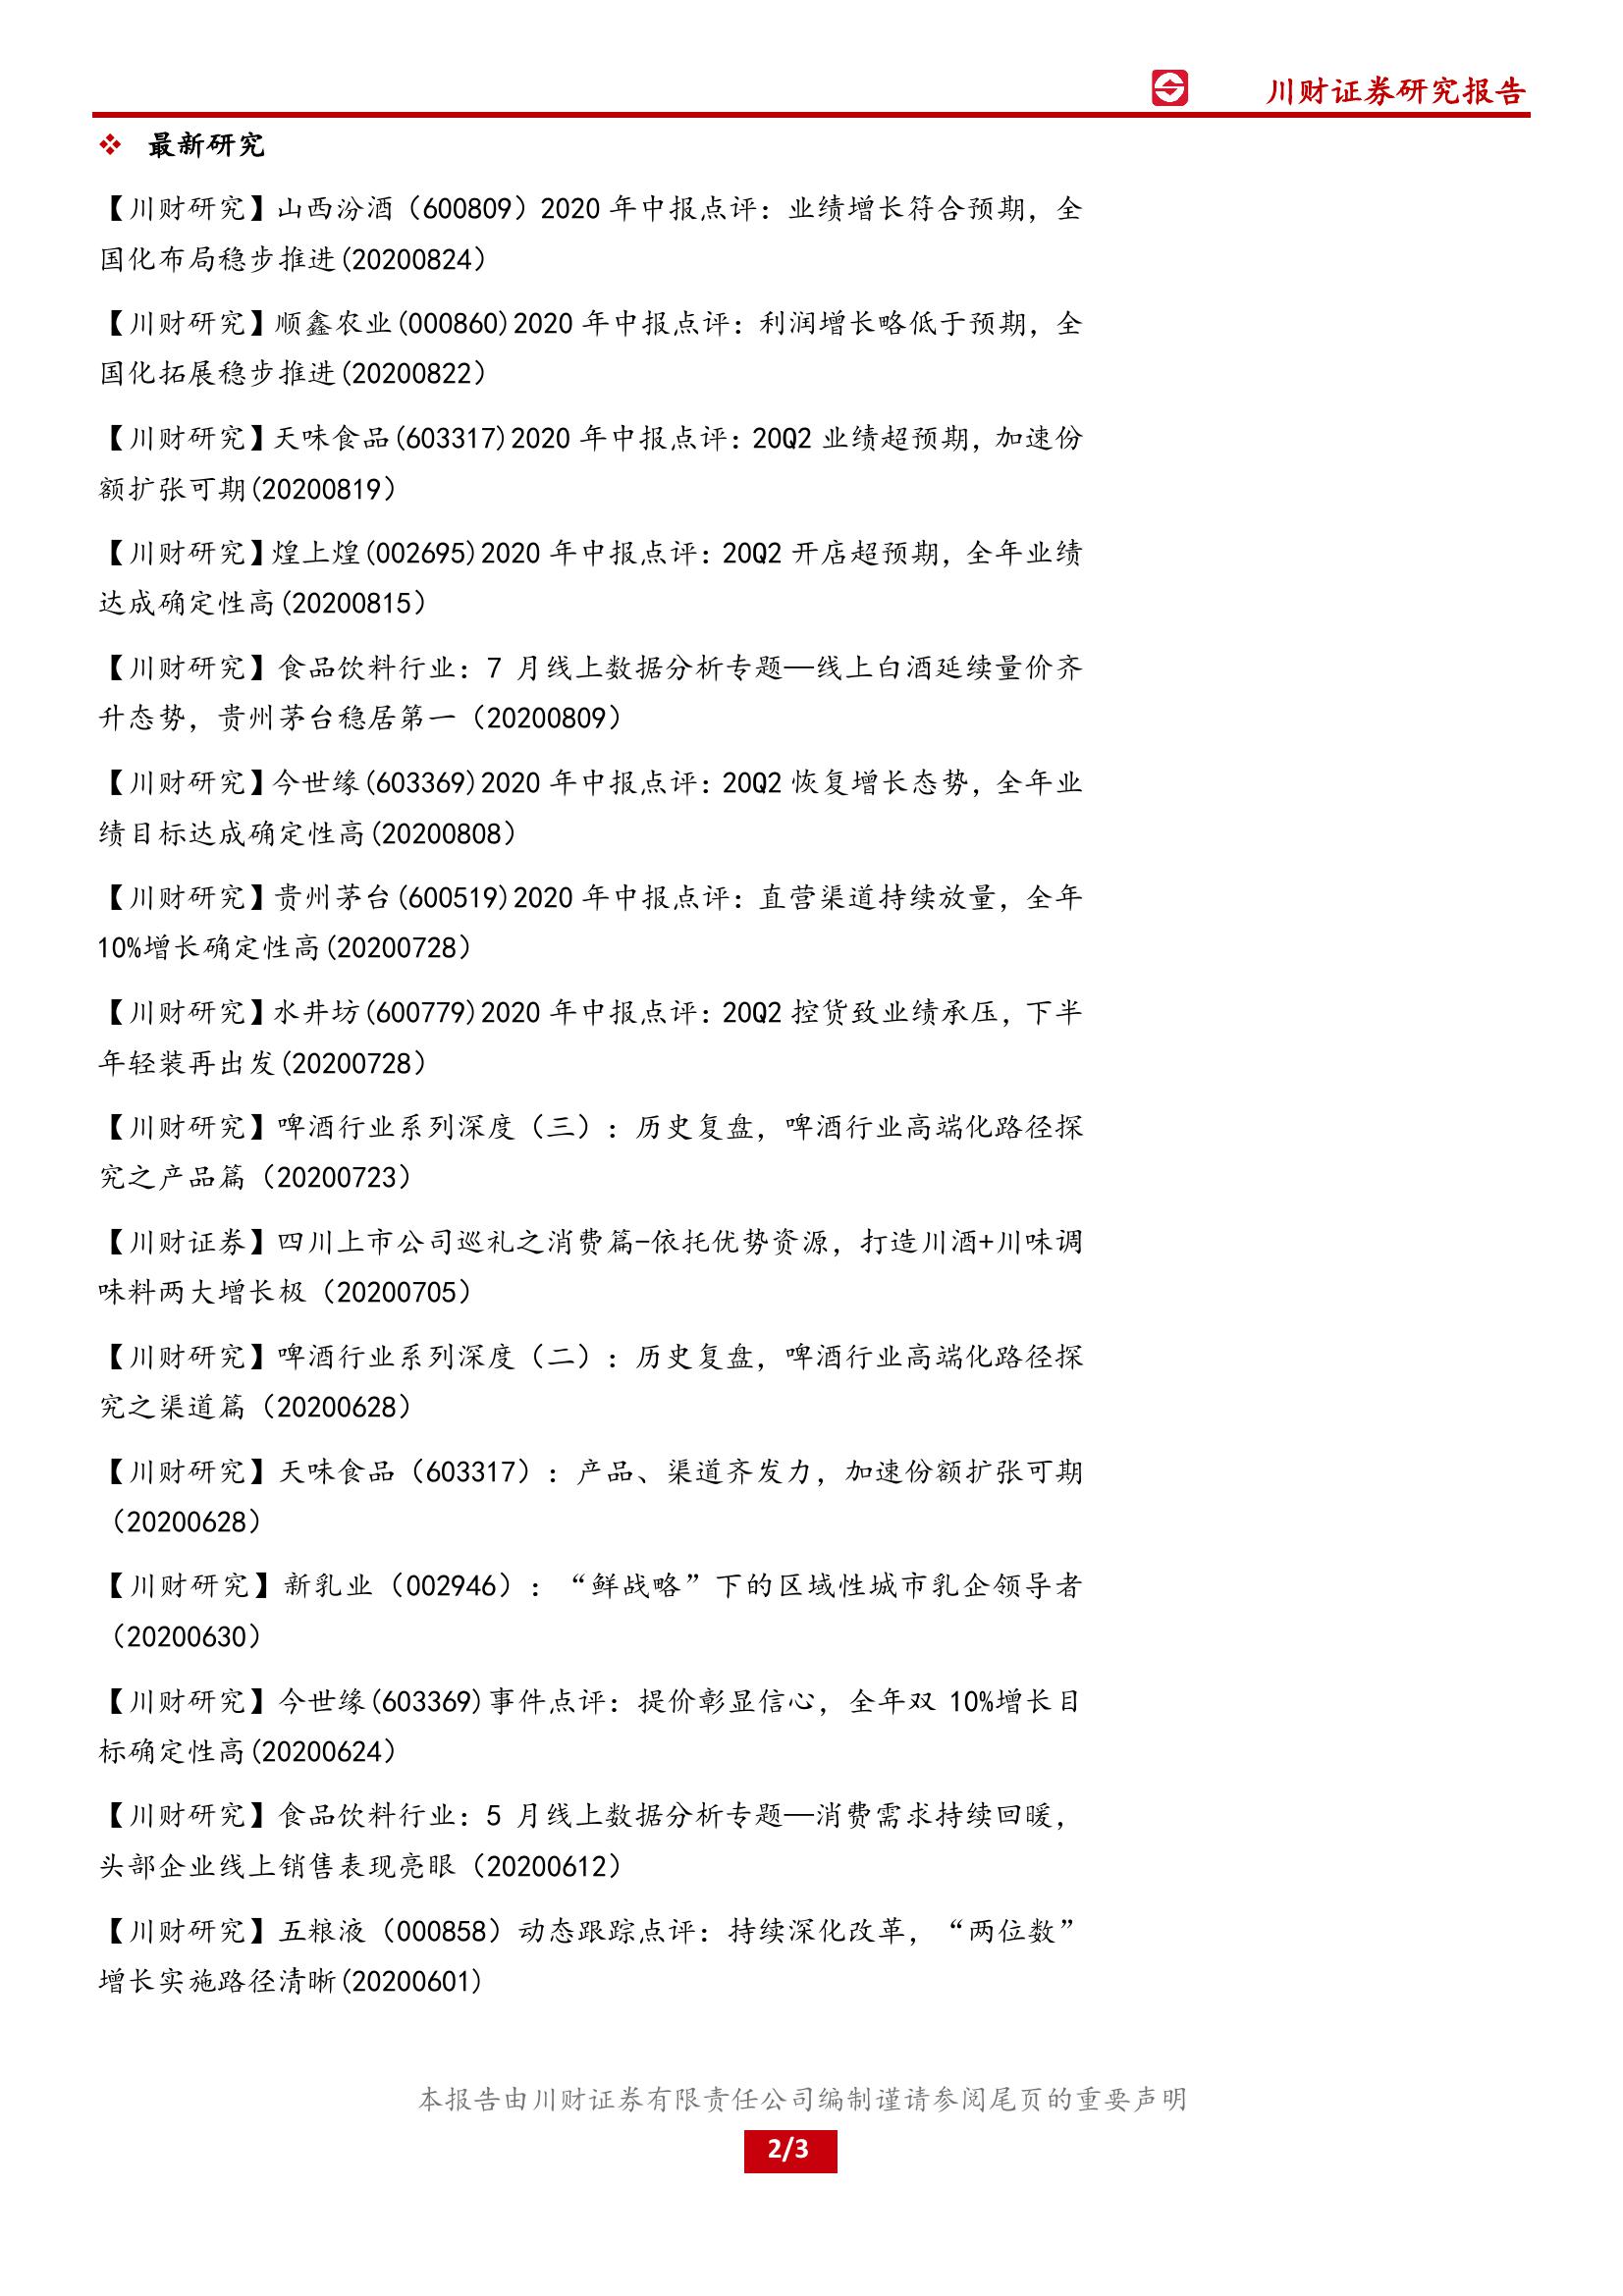 川财证券研究报告
❖ 最新研究
【川财研究】山西汾酒（600809）2020 年中报点评：业绩增长符合预期，全
国化布局稳步推进(20200824）
【川财研究】顺鑫农业(000860)2020 年中报点评：利润增长略低于预期，全
国化拓展稳步推进(20200822）
【川财研究】天味食品(603317)2020 年中报点评：20Q2 业绩超预期，加速份
额扩张可期(20200819）
【川财研究】煌上煌(002695)2020 年中报点评：20Q2 开店超预期，全年业绩
达成确定性高(20200815）
【川财研究】食品饮料行业：7 月线上数据分析专题—线上白酒延续量价齐
升态势，贵州茅台稳居第一（20200809）
【川财研究】今世缘(603369)2020 年中报点评：20Q2 恢复增长态势，全年业
绩目标达成确定性高(20200808）
【川财研究】贵州茅台(600519)2020 年中报点评：直营渠道持续放量，全年
10%增长确定性高(20200728）
【川财研究】水井坊(600779)2020 年中报点评：20Q2 控货致业绩承压，下半
年轻装再出发(20200728）
【川财研究】啤酒行业系列深度（三）：历史复盘，啤酒行业高端化路径探
究之产品篇（20200723）
【川财证券】四川上市公司巡礼之消费篇-依托优势资源，打造川酒+川味调
味料两大增长极（20200705）
【川财研究】啤酒行业系列深度（二）：历史复盘，啤酒行业高端化路径探
究之渠道篇（20200628）
【川财研究】天味食品（603317）：产品、渠道齐发力，加速份额扩张可期
（20200628）
【川财研究】新乳业（002946）：“鲜战略”下的区域性城市乳企领导者
（20200630）
【川财研究】今世缘(603369)事件点评：提价彰显信心，全年双 10%增长目
标确定性高(20200624）
【川财研究】食品饮料行业：5 月线上数据分析专题—消费需求持续回暖，
头部企业线上销售表现亮眼（20200612）
【川财研究】五粮液（000858）动态跟踪点评：持续深化改革，“两位数”
增长实施路径清晰(20200601)
本报告由川财证券有限责任公司编制谨请参阅尾页的重要声明
2/3